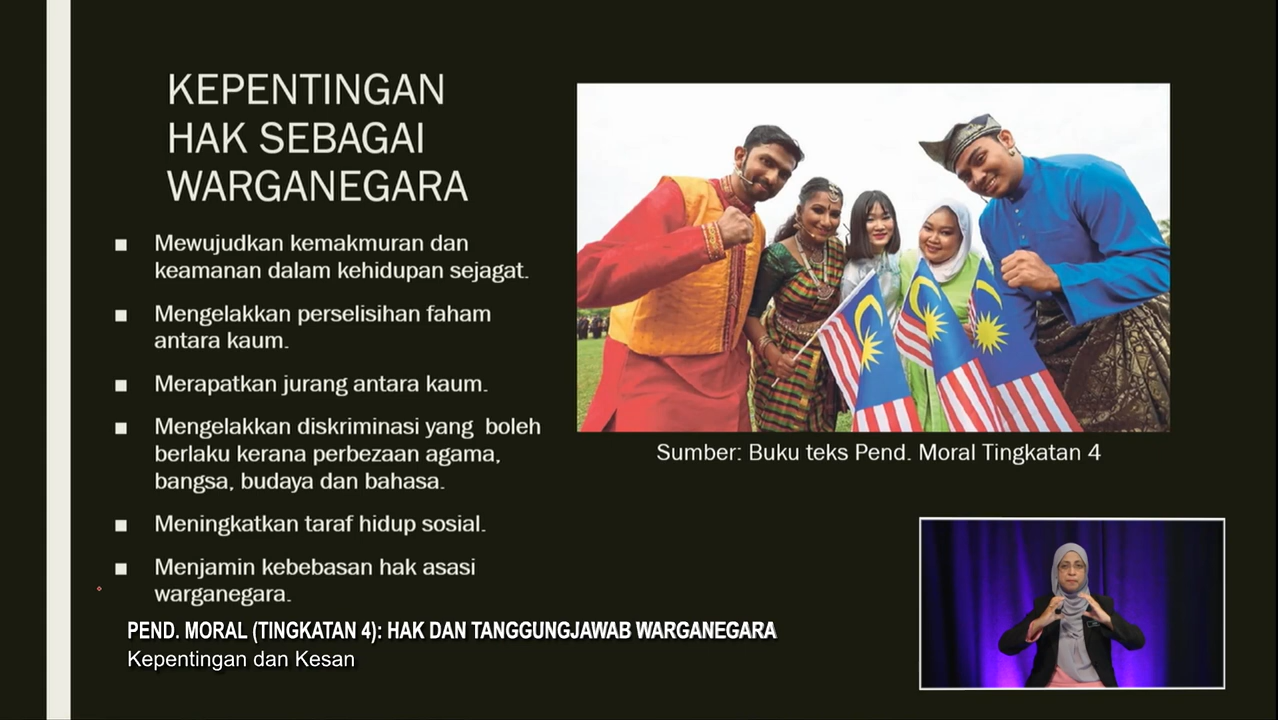 KEPENTINGAN
HAK SEBAGAI
WARGANEGARA
■ Mewujudkan kemakmuran dan
keamanan dalam kehidupan sejagat.
■ Mengelakkan perselisihan faham
antara kaum.
■ Merapatkan jurang antara kaum.
■ Mengelakkan diskriminasi yang boleh
berlaku kerana perbezaan agama,
bangsa, budaya dan bahasa.
■ Meningkatkan taraf hidup sosial.
■ Menjamin kebebasan hak asasi
warganegara.
Sumber: Buku teks Pend. Moral Tingkatan 4
PEND. MORAL (TINGKATAN 4): HAK DAN TANGGUNGJAWAB WARGANEGARA
Kepentingan dan Kesan